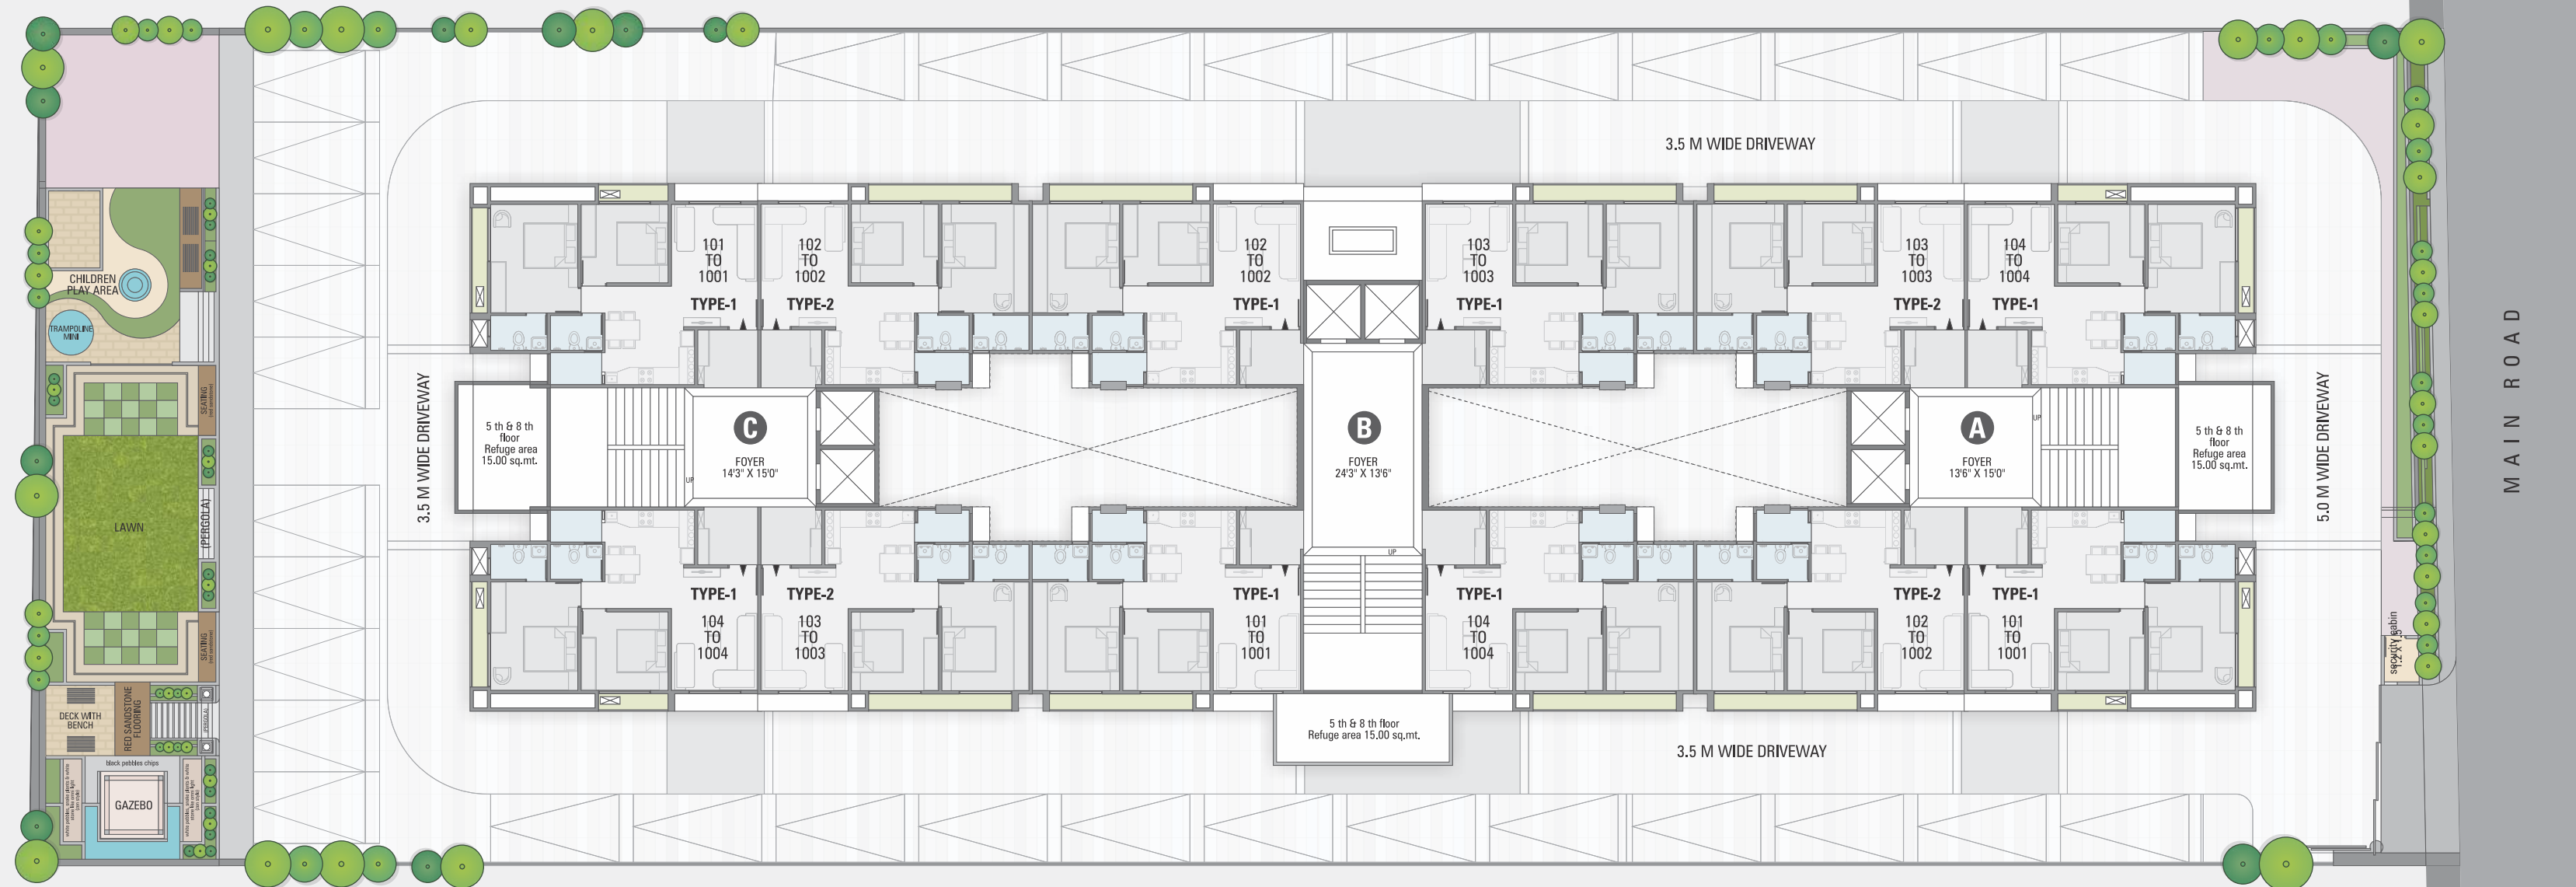 3.5 M WIDE DRIVEWAY
CHILDREN
PLAY AREA
TRAMPOLINE
MINI
SEATING
LAWN
(PERGOLA)
SEATING
DECK WITH
BENCH
RED SANDSTONE
FLOORING
(PERGOLA)
black pebbles chips
GAZEBO
3.5 M WIDE DRIVEWAY
101
TO
1001
TYPE-1
102
TO
1002
TYPE-2
102
TO
1002
TYPE-1
103
TO
1003
TYPE-1
103
TO
1003
TYPE-2
104
TO
1004
TYPE-1
5 th & 8 th
floor
Refuge area
15.00 sq.mt.
UP
C
FOYER
14'3" X 15'0"
B
FOYER
24'3" X 13'6"
UP
A
FOYER
13'6" X 15'0"
UP
5 th & 8 th
floor
Refuge area
15.00 sq.mt.
5.0 M WIDE DRIVEWAY
MAIN ROAD
TYPE-1
104
TO
1004
TYPE-2
103
TO
1003
TYPE-1
101
TO
1001
TYPE-1
104
TO
1004
TYPE-2
102
TO
1002
TYPE-1
101
TO
1001
security cabin
5 th & 8 th floor
Refuge area 15.00 sq.mt.
3.5 M WIDE DRIVEWAY